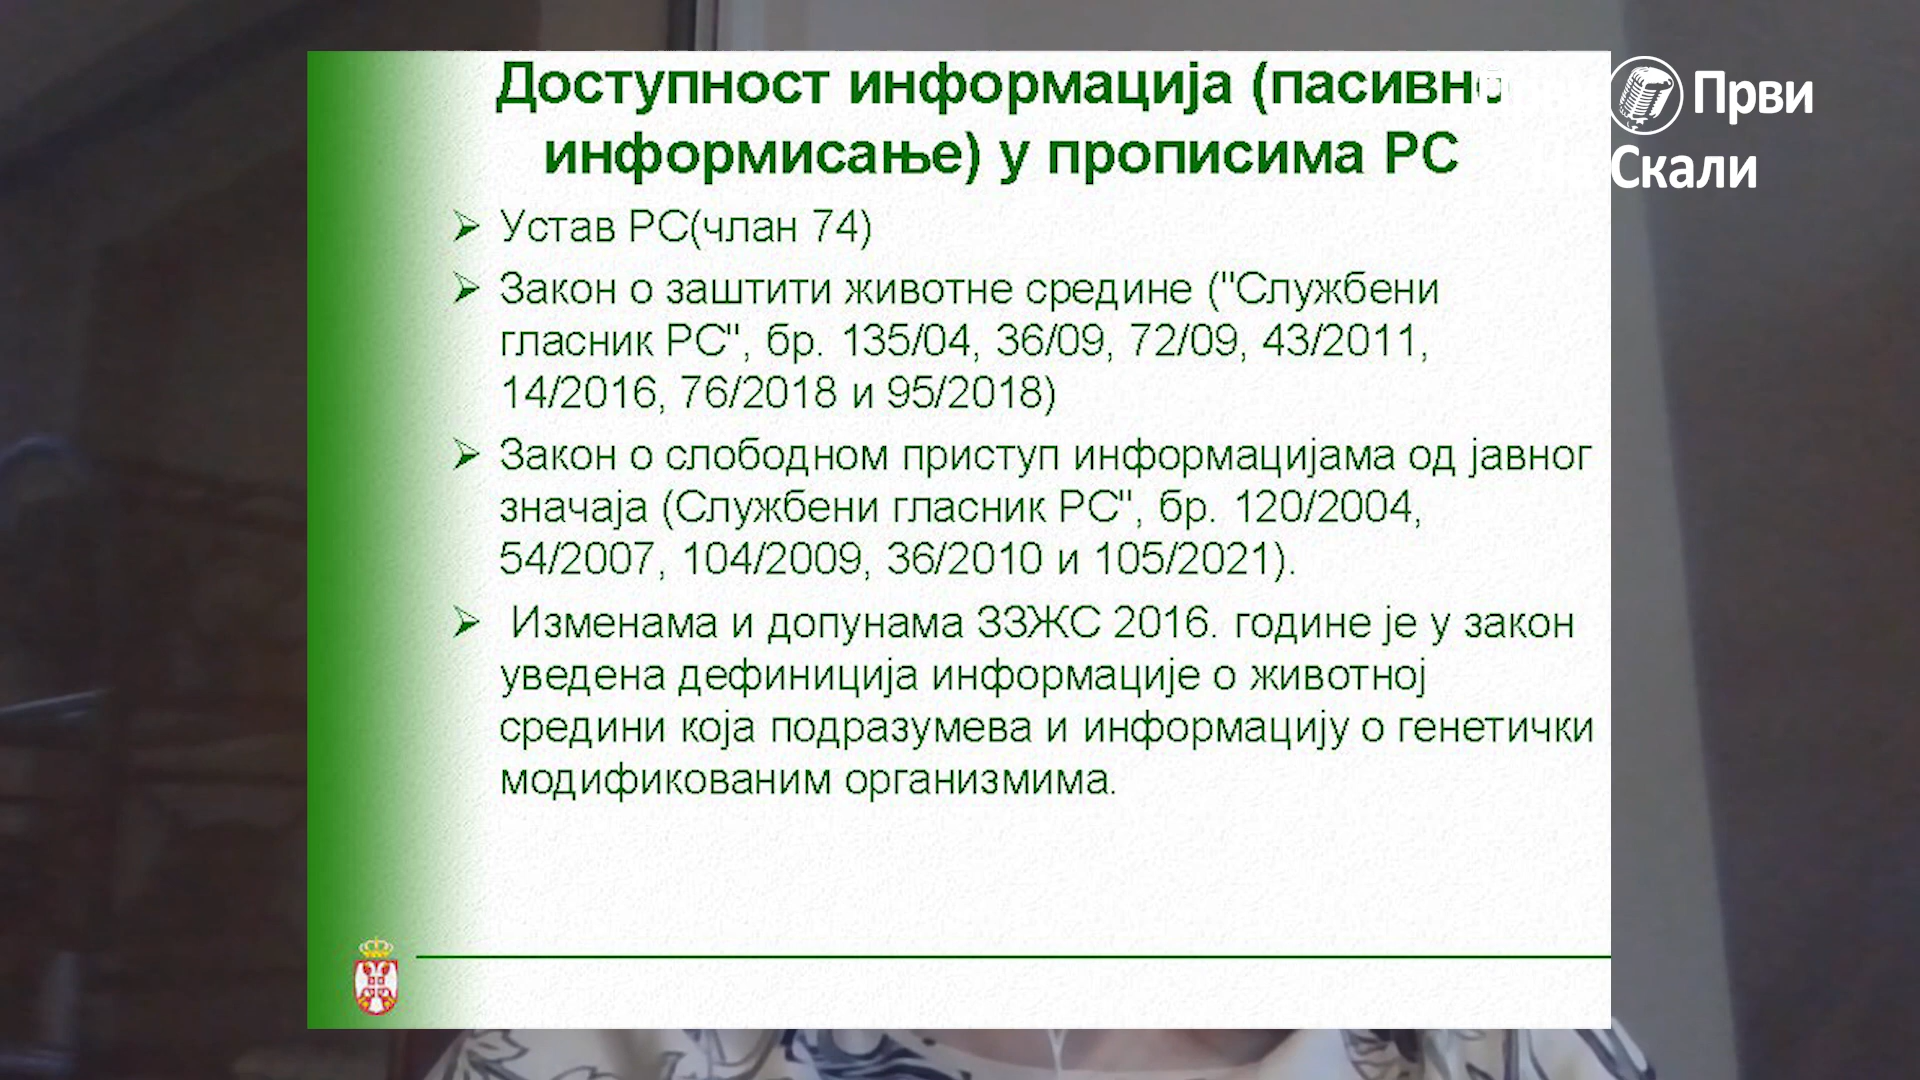 Доступност информација (пасивно
информисање) у прописима РС
Устав РС(члан 74)
Закон о заштити животне средине ("Службени
гласник РС", бр. 135/04, 36/09, 72/09, 43/2011,
14/2016, 76/2018 и 95/2018)
Закон о слободном приступ информацијама од јавног
значаја (Службени гласник РС", бр. 120/2004,
54/2007, 104/2009, 36/2010 и 105/2021).
Изменама и допунама ЗЗЖС 2016. године је у закон
уведена дефиниција информације о животној
средини која подразумева и информацију о генетички
модификованим организмима.
Први
Скали